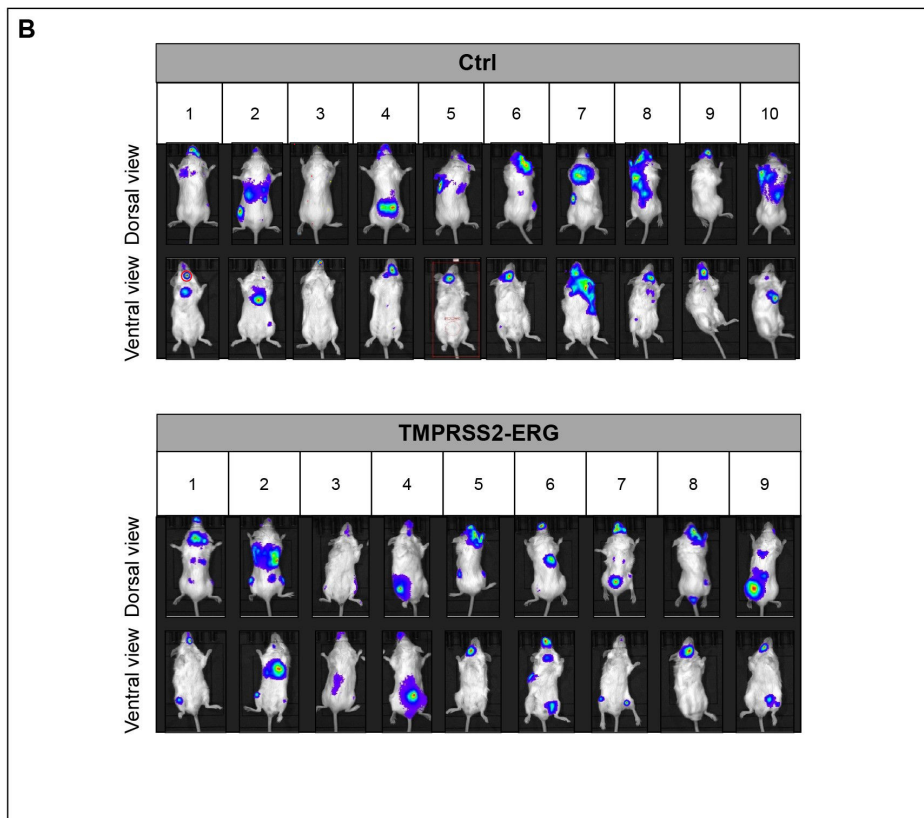 B
Ctrl
1 2 3 4 5 6 7 8 9 10
Dorsal view
Ventral view
TMPRSS2-ERG
1 2 3 4 5 6 7 8 9
Dorsal view
Ventral view